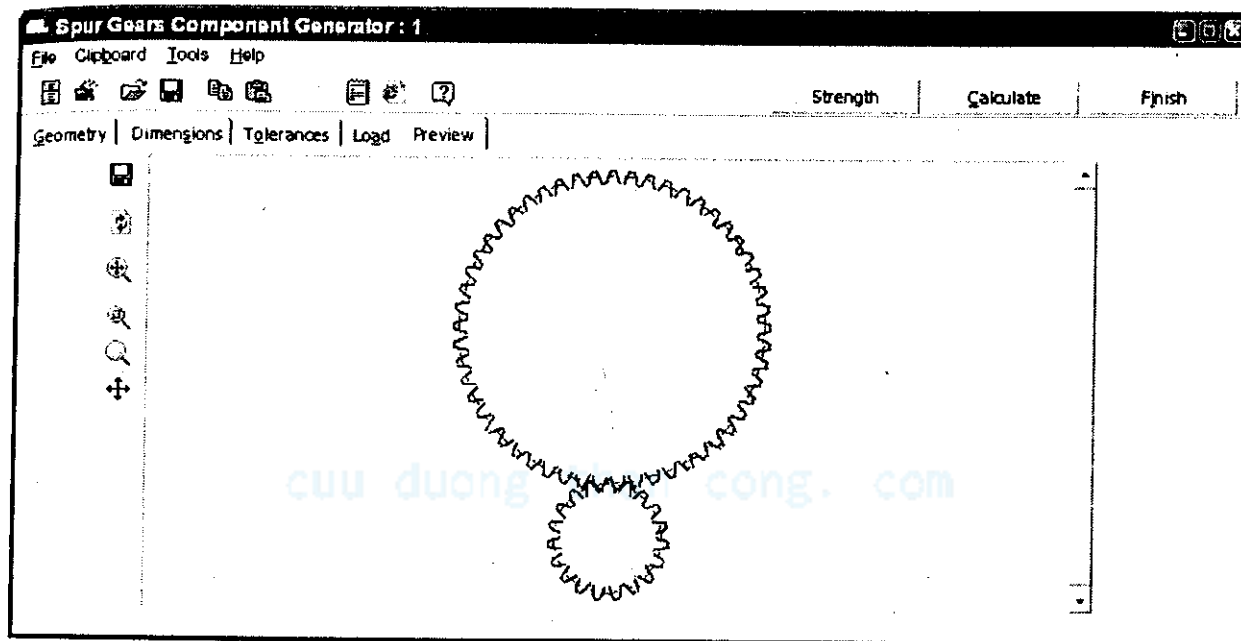 Spur Gears Component Generator : 1
File Clipboard Tools Help
Strength Calculate Finish
Geometry Dimensions Tolerances Load Preview
cuu duong than cong. com